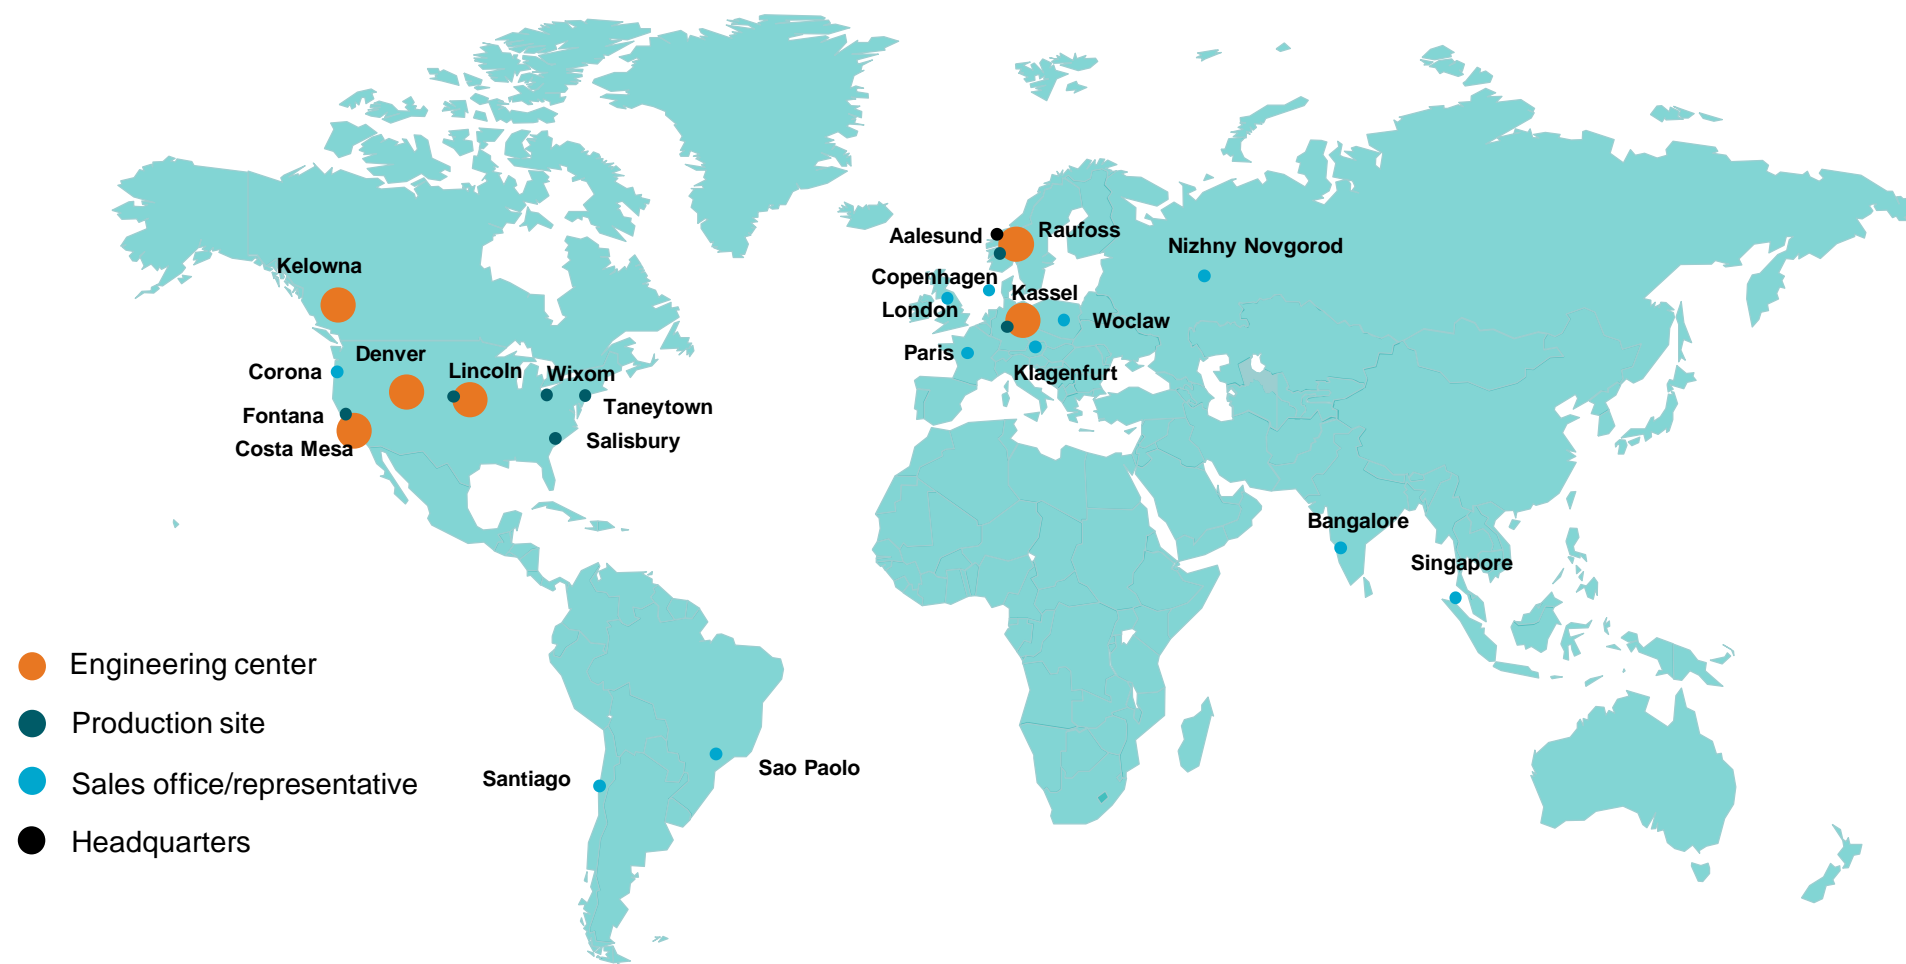 Aalesund
Raufoss
Nizhny Novgorod
Kelowna
Copenhagen
Kassel
London
Woclaw
Denver
Paris
Corona
Lincoln
Wixom
Klagenfurt
Fontana
Taneytown
Costa Mesa
Salisbury
Bangalore
Singapore
Engineering center
Production site
Sales office/representative
Headquarters
Santiago
Sao Paolo